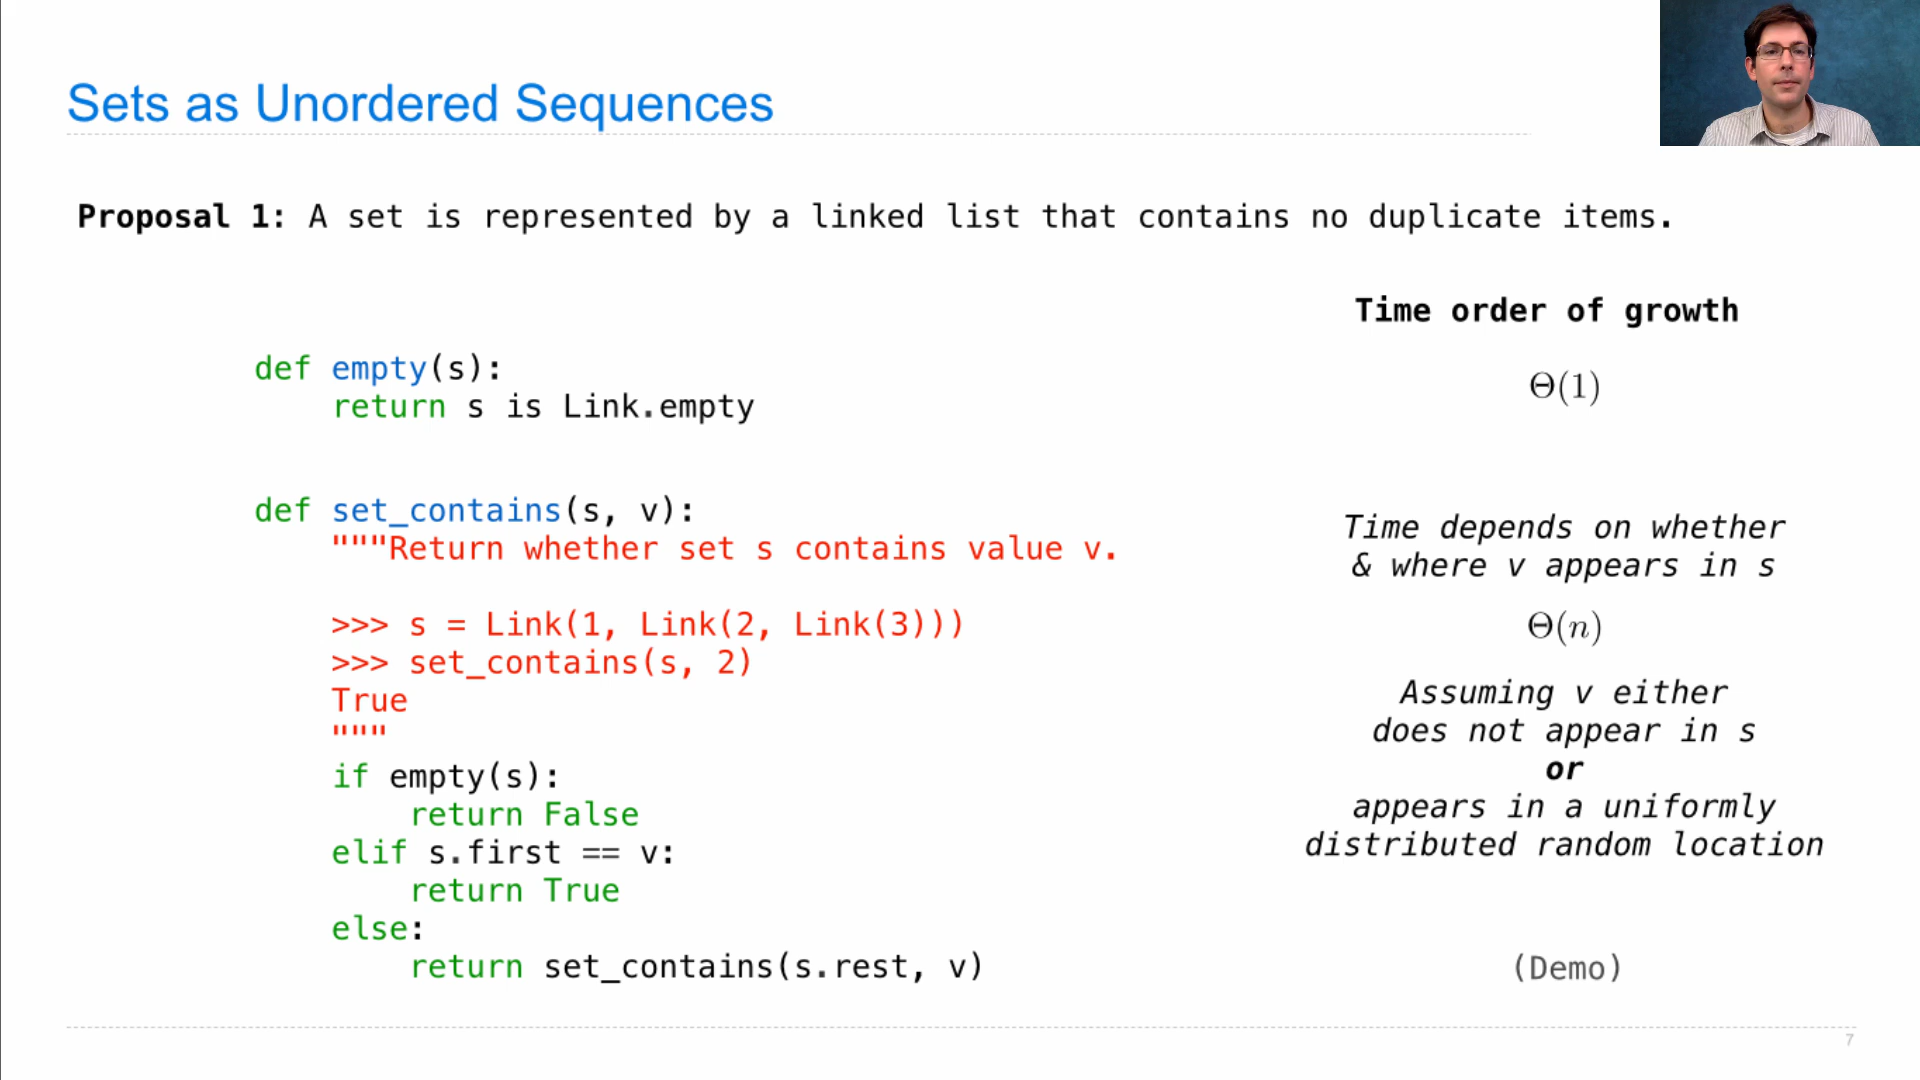 Sets as Unordered Sequences
Proposal 1: A set is represented by a linked list that contains no duplicate items.
Time order of growth
def empty(s):
    return s is Link.empty
Θ(1)
def set_contains(s, v):
    """Return whether set s contains value v.
    >>> s = Link(1, Link(2, Link(3)))
    >>> set_contains(s, 2)
    True
    """
    if empty(s):
        return False
    elif s.first == v:
        return True
    else:
        return set_contains(s.rest, v)
Time depends on whether
& where v appears in s
Θ(n)
Assuming v either
does not appear in s
or
appears in a uniformly
distributed random location
(Demo)
7